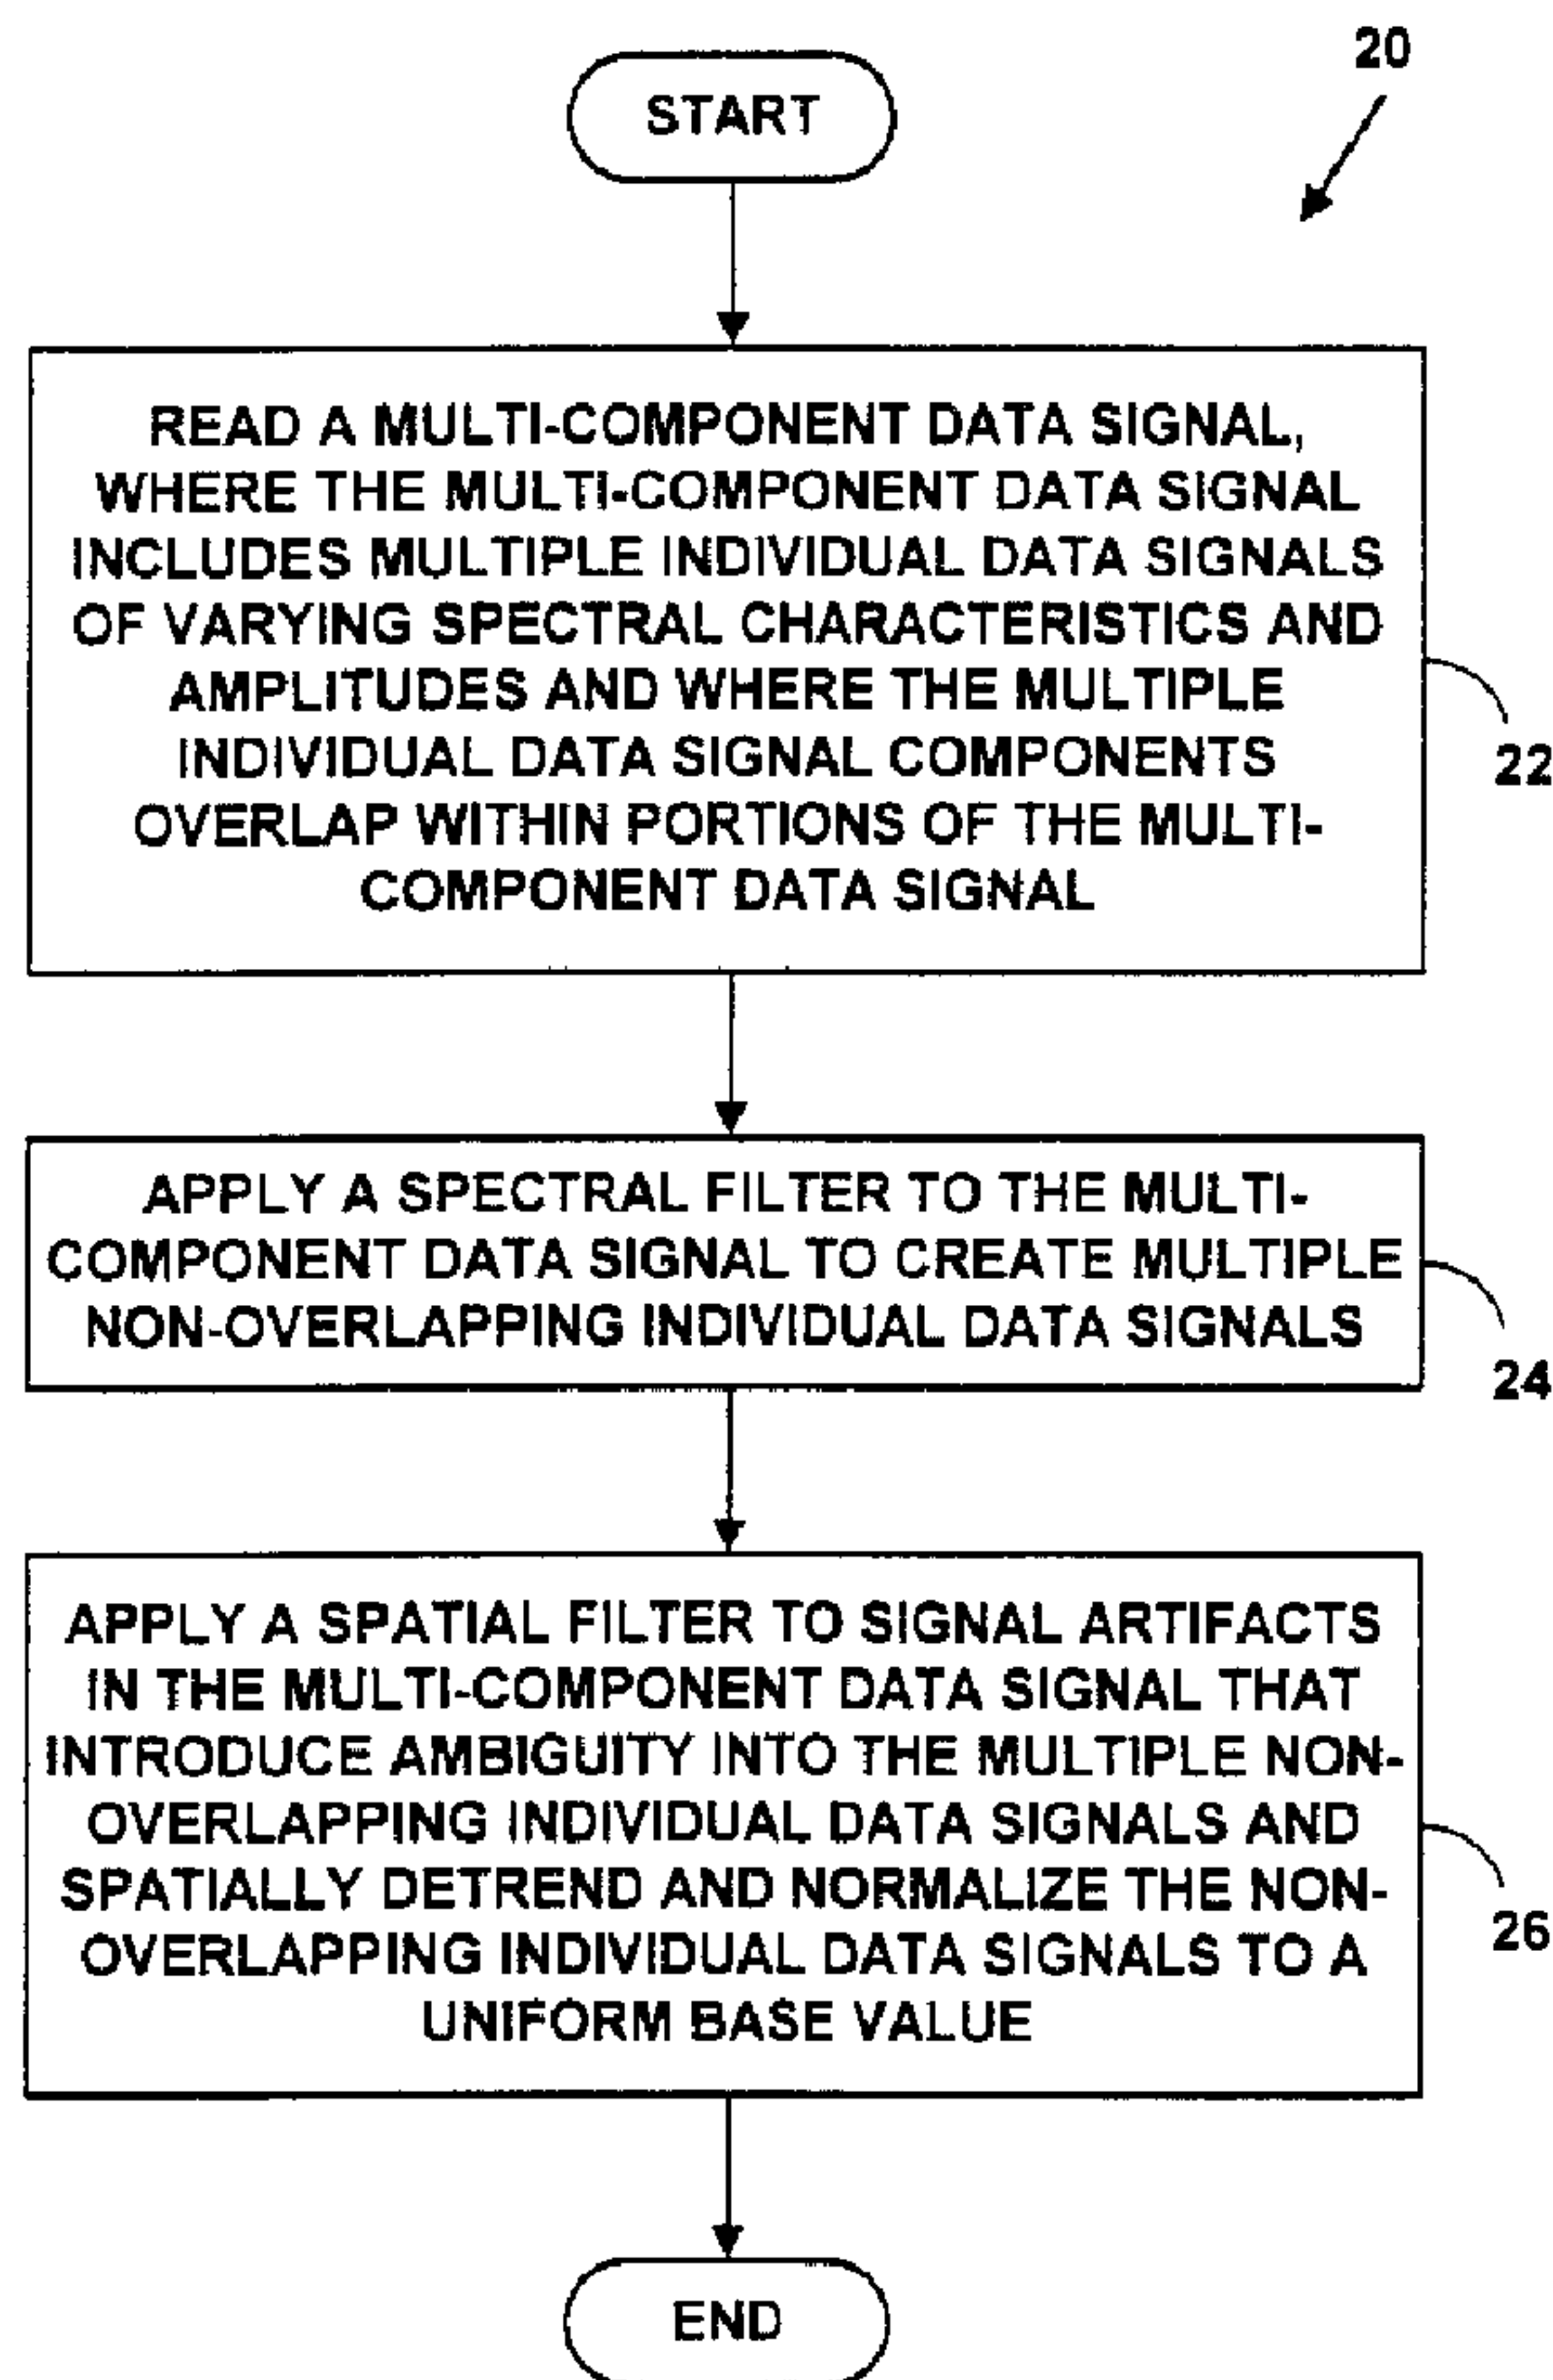 20
START
READ A MULTI-COMPONENT DATA SIGNAL,
WHERE THE MULTI-COMPONENT DATA SIGNAL
INCLUDES MULTIPLE INDIVIDUAL DATA SIGNALS
OF VARYING SPECTRAL CHARACTERISTICS AND
AMPLITUDES AND WHERE THE MULTIPLE
INDIVIDUAL DATA SIGNAL COMPONENTS
OVERLAP WITHIN PORTIONS OF THE MULTI-
COMPONENT DATA SIGNAL
22
APPLY A SPECTRAL FILTER TO THE MULTI-
COMPONENT DATA SIGNAL TO CREATE MULTIPLE
NON-OVERLAPPING INDIVIDUAL DATA SIGNALS
24
APPLY A SPATIAL FILTER TO SIGNAL ARTIFACTS
IN THE MULTI-COMPONENT DATA SIGNAL THAT
INTRODUCE AMBIGUITY INTO THE MULTIPLE NON-
OVERLAPPING INDIVIDUAL DATA SIGNALS AND
SPATIALLY DETREND AND NORMALIZE THE NON-
OVERLAPPING INDIVIDUAL DATA SIGNALS TO A
UNIFORM BASE VALUE
26
END